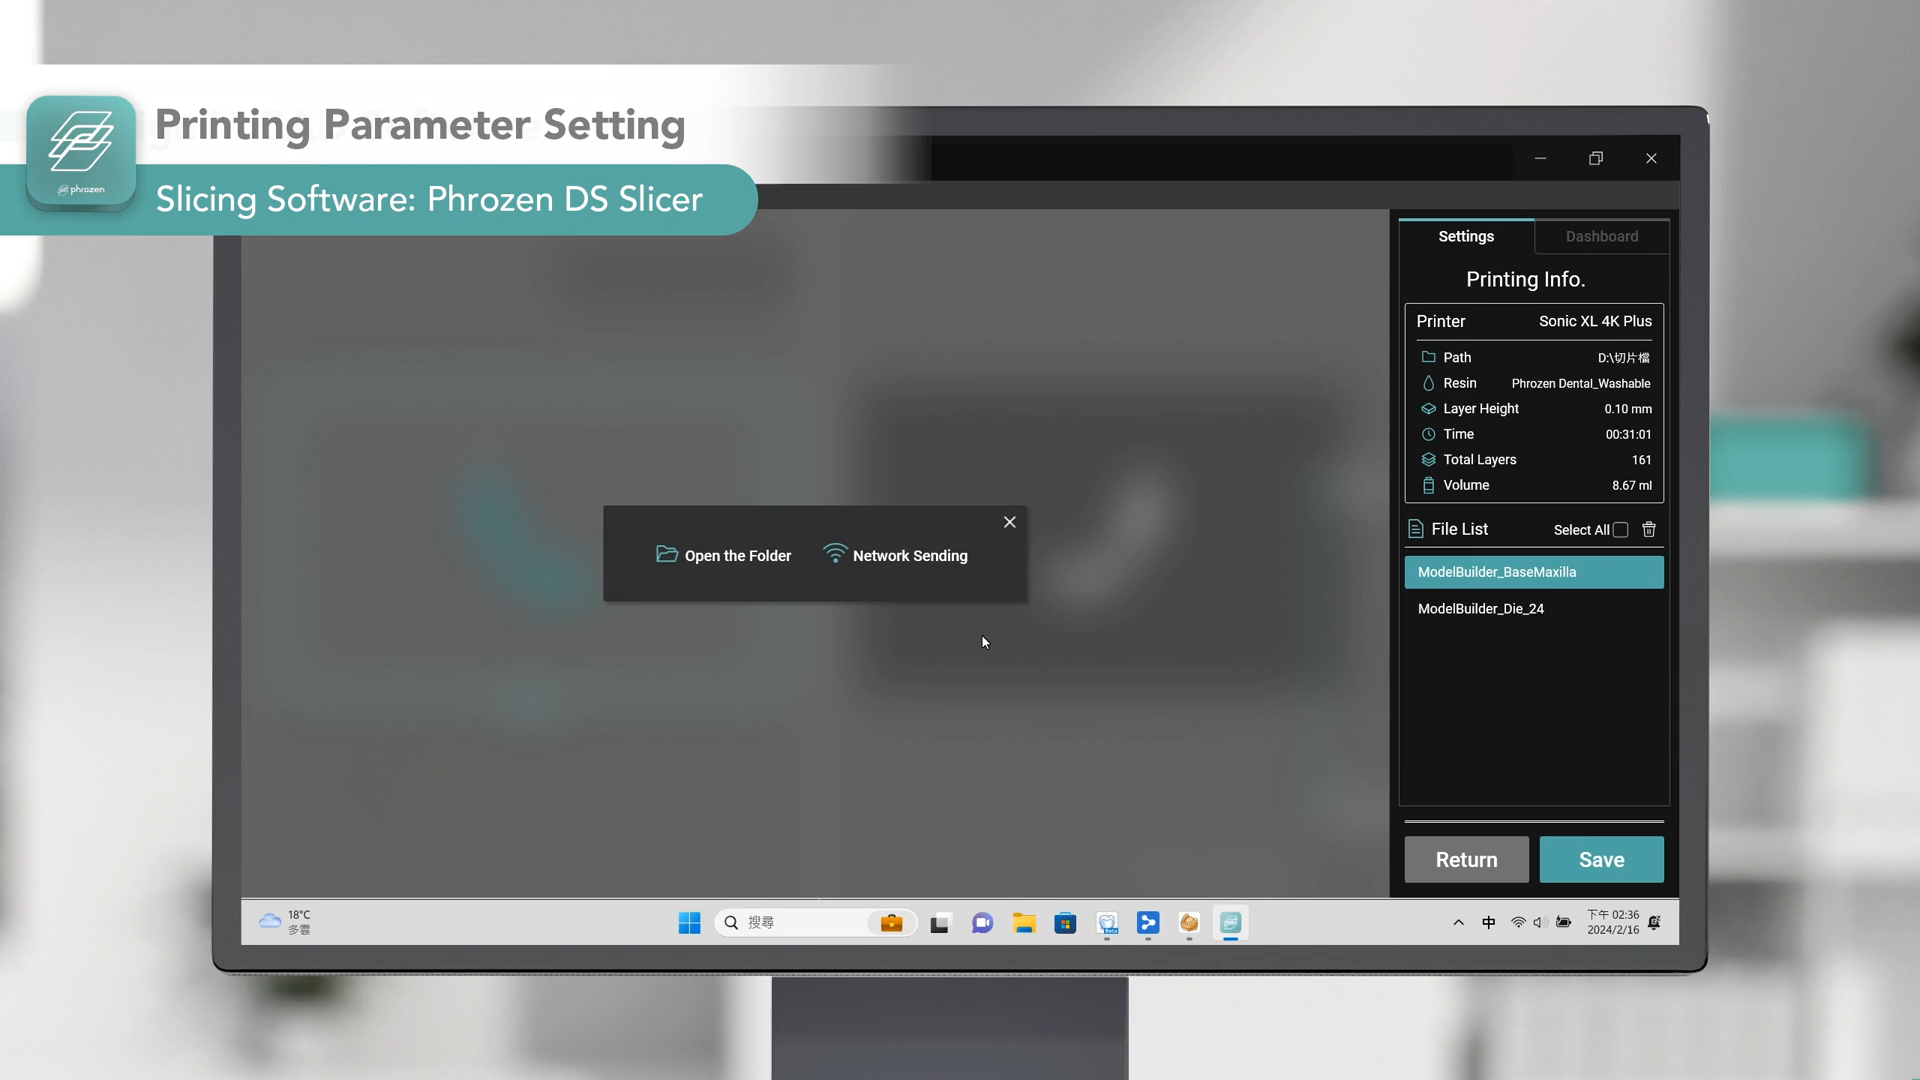 Printing Parameter Setting
phrozen
Slicing Software: Phrozen DS Slicer
Settings
Dashboard
Printing Info.
Printer Sonic XL 4K Plus
Path D:\切片檔
Resin Phrozen Dental_Washable
Layer Height 0.10 mm
Time 00:31:01
Total Layers 161
Volume 8.67 ml
File List Select All
ModelBuilder_BaseMaxilla
ModelBuilder_Die_24
Open the Folder
Network Sending
Return
Save
18°C
多雲
搜尋
Beta
中
下午 02:36
2024/2/16